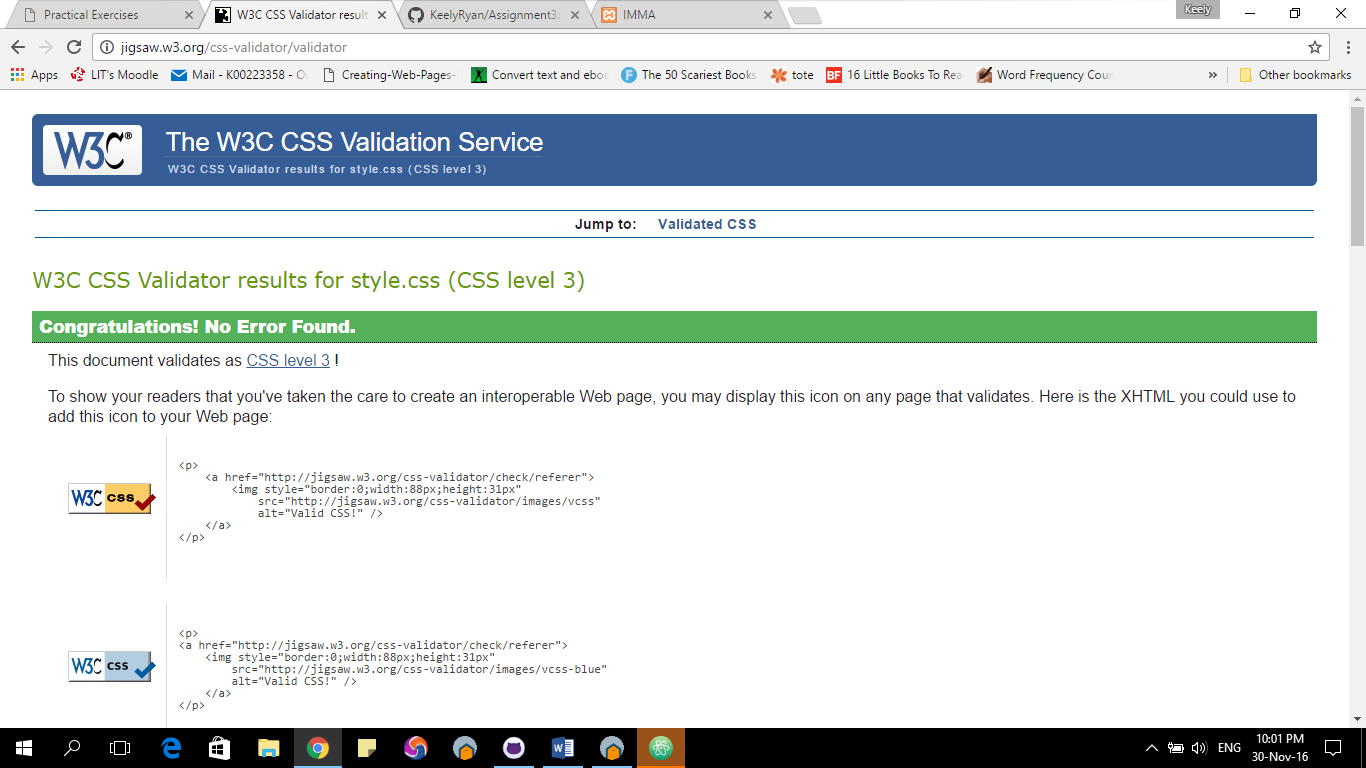 Practical Exercises
W3C CSS Validator result
KeelyRyan/Assignment3:
IMMA
Keely
jigsaw.w3.org/css-validator/validator
Apps
LIT's Moodle
Mail - K00223358 - O
Creating-Web-Pages-
Convert text and eboo
The 50 Scariest Books
tote
BF
16 Little Books To Rea
Word Frequency Coun
»
Other bookmarks
W3C®
The W3C CSS Validation Service
W3C CSS Validator results for style.css (CSS level 3)
Jump to: Validated CSS
W3C CSS Validator results for style.css (CSS level 3)
Congratulations! No Error Found.
This document validates as CSS level 3 !
To show your readers that you've taken the care to create an interoperable Web page, you may display this icon on any page that validates. Here is the XHTML you could use to
add this icon to your Web page:
W3C css
<p>
<a href="http://jigsaw.w3.org/css-validator/check/referer">
<img style="border:0;width:88px;height:31px"
src="http://jigsaw.w3.org/css-validator/images/vcss"
alt="Valid CSS!" />
</a>
</p>
W3C css
<p>
<a href="http://jigsaw.w3.org/css-validator/check/referer">
<img style="border:0;width:88px;height:31px"
src="http://jigsaw.w3.org/css-validator/images/vcss-blue"
alt="Valid CSS!" />
</a>
</p>
ENG
10:01 PM
30-Nov-16